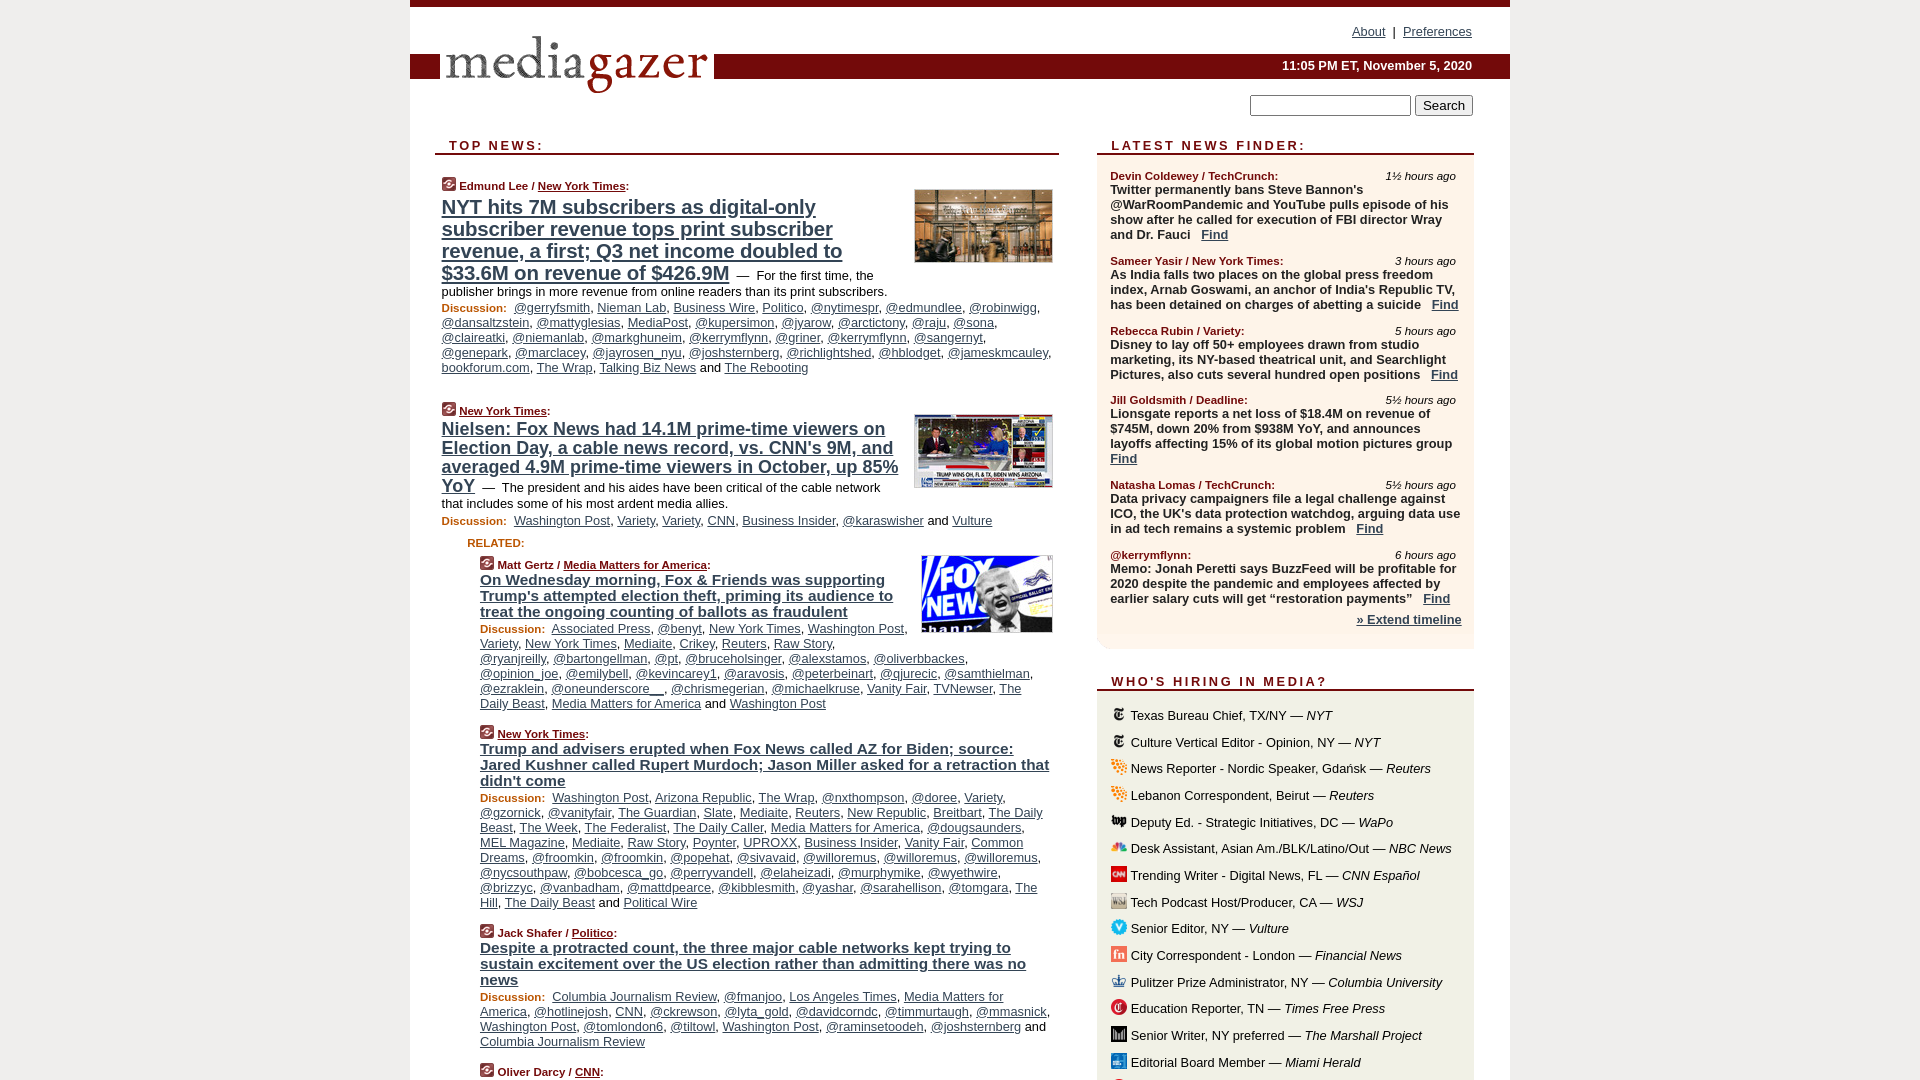 About | Preferences
mediagazer
11:05 PM ET, November 5, 2020
Search
TOP NEWS:
Edmund Lee / New York Times:
NYT hits 7M subscribers as digital-only
subscriber revenue tops print subscriber
revenue, a first; Q3 net income doubled to
$33.6M on revenue of $426.9M — For the first time, the
publisher brings in more revenue from online readers than its print subscribers.
Discussion: @gerryfsmith, Nieman Lab, Business Wire, Politico, @nytimespr, @edmundlee, @robinwigg,
@dansaltzstein, @mattyglesias, MediaPost, @kupersimon, @jyarow, @arctictony, @raju, @sona,
@claireatki, @niemanlab, @markghuneim, @kerrymflynn, @griner, @kerrymflynn, @sangernyt,
@genepark, @marclacey, @jayrosen_nyu, @joshsternberg, @richlightshed, @hblodget, @jameskmcauley,
bookforum.com, The Wrap, Talking Biz News and The Rebooting
New York Times:
Nielsen: Fox News had 14.1M prime-time viewers on
Election Day, a cable news record, vs. CNN's 9M, and
averaged 4.9M prime-time viewers in October, up 85%
YoY — The president and his aides have been critical of the cable network
that includes some of his most ardent media allies.
Discussion: Washington Post, Variety, Variety, CNN, Business Insider, @karaswisher and Vulture
RELATED:
Matt Gertz / Media Matters for America:
On Wednesday morning, Fox & Friends was supporting
Trump's attempted election theft, priming its audience to
treat the ongoing counting of ballots as fraudulent
FOX
NEWS
Discussion: Associated Press, @benyt, New York Times, Washington Post,
Variety, New York Times, Mediaite, Crikey, Reuters, Raw Story,
@ryanjreilly, @bartongellman, @pt, @bruceholsinger, @alexstamos, @oliverbbackes,
@opinion_joe, @emilybell, @kevincarey1, @aravosis, @peterbeinart, @qjurecic, @samthielman,
@ezraklein, @oneunderscore__, @chrismegerian, @michaelkruse, Vanity Fair, TVNewser, The
Daily Beast, Media Matters for America and Washington Post
New York Times:
Trump and advisers erupted when Fox News called AZ for Biden; source:
Jared Kushner called Rupert Murdoch; Jason Miller asked for a retraction that
didn't come
Discussion: Washington Post, Arizona Republic, The Wrap, @nxthompson, @doree, Variety,
@gzornick, @vanityfair, The Guardian, Slate, Mediaite, Reuters, New Republic, Breitbart, The Daily
Beast, The Week, The Federalist, The Daily Caller, Media Matters for America, @dougsaunders,
MEL Magazine, Mediaite, Raw Story, Poynter, UPROXX, Business Insider, Vanity Fair, Common
Dreams, @froomkin, @froomkin, @popehat, @sivavaid, @willoremus, @willoremus, @willoremus,
@nycsouthpaw, @bobcesca_go, @perryvandell, @elaheizadi, @murphymike, @wyethwire,
@brizzyc, @vanbadham, @mattdpearce, @kibblesmith, @yashar, @sarahellison, @tomgara, The
Hill, The Daily Beast and Political Wire
Jack Shafer / Politico:
Despite a protracted count, the three major cable networks kept trying to
sustain excitement over the US election rather than admitting there was no
news
Discussion: Columbia Journalism Review, @fmanjoo, Los Angeles Times, Media Matters for
America, @hotlinejosh, CNN, @ckrewson, @lyta_gold, @davidcorndc, @timmurtaugh, @mmasnick,
Washington Post, @tomlondon6, @tiltowl, Washington Post, @raminsetoodeh, @joshsternberg and
Columbia Journalism Review
Oliver Darcy / CNN:
LATEST NEWS FINDER:
Devin Coldewey / TechCrunch: 1½ hours ago
Twitter permanently bans Steve Bannon's
@WarRoomPandemic and YouTube pulls episode of his
show after he called for execution of FBI director Wray
and Dr. Fauci Find
Sameer Yasir / New York Times: 3 hours ago
As India falls two places on the global press freedom
index, Arnab Goswami, an anchor of India's Republic TV,
has been detained on charges of abetting a suicide Find
Rebecca Rubin / Variety: 5 hours ago
Disney to lay off 50+ employees drawn from studio
marketing, its NY-based theatrical unit, and Searchlight
Pictures, also cuts several hundred open positions Find
Jill Goldsmith / Deadline: 5½ hours ago
Lionsgate reports a net loss of $18.4M on revenue of
$745M, down 20% from $938M YoY, and announces
layoffs affecting 15% of its global motion pictures group
Find
Natasha Lomas / TechCrunch: 5½ hours ago
Data privacy campaigners file a legal challenge against
ICO, the UK's data protection watchdog, arguing data use
in ad tech remains a systemic problem Find
@kerrymflynn: 6 hours ago
Memo: Jonah Peretti says BuzzFeed will be profitable for
2020 despite the pandemic and employees affected by
earlier salary cuts will get “restoration payments” Find
» Extend timeline
WHO'S HIRING IN MEDIA?
Texas Bureau Chief, TX/NY — NYT
Culture Vertical Editor - Opinion, NY — NYT
News Reporter - Nordic Speaker, Gdańsk — Reuters
Lebanon Correspondent, Beirut — Reuters
Deputy Ed. - Strategic Initiatives, DC — WaPo
Desk Assistant, Asian Am./BLK/Latino/Out — NBC News
Trending Writer - Digital News, FL — CNN Español
Tech Podcast Host/Producer, CA — WSJ
Senior Editor, NY — Vulture
City Correspondent - London — Financial News
Pulitzer Prize Administrator, NY — Columbia University
Education Reporter, TN — Times Free Press
Senior Writer, NY preferred — The Marshall Project
Editorial Board Member — Miami Herald